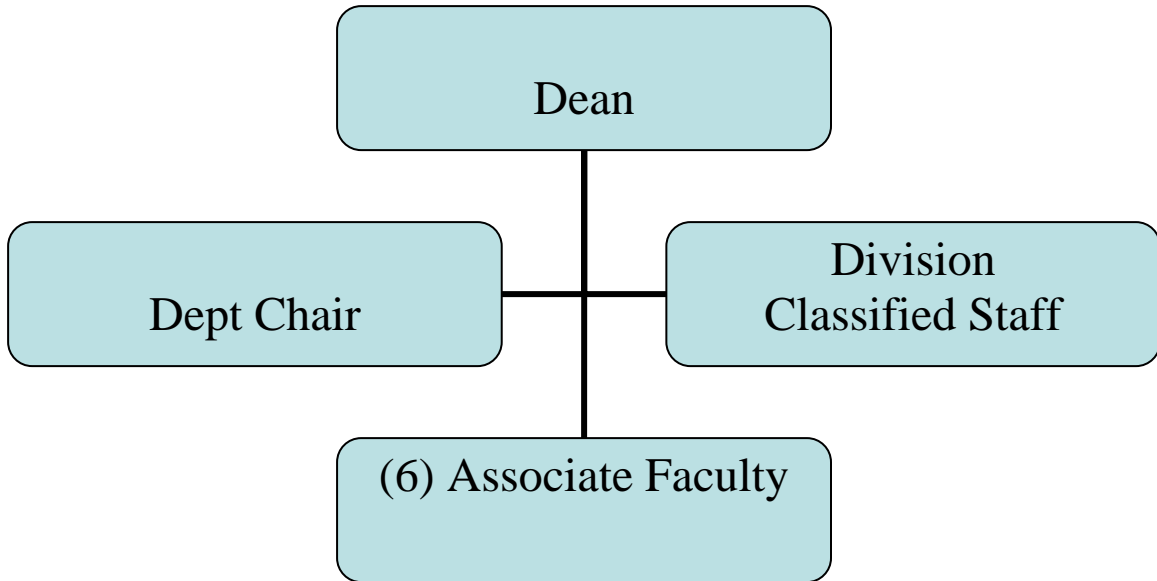 Dean
Dept Chair
Division
Classified Staff
(6) Associate Faculty